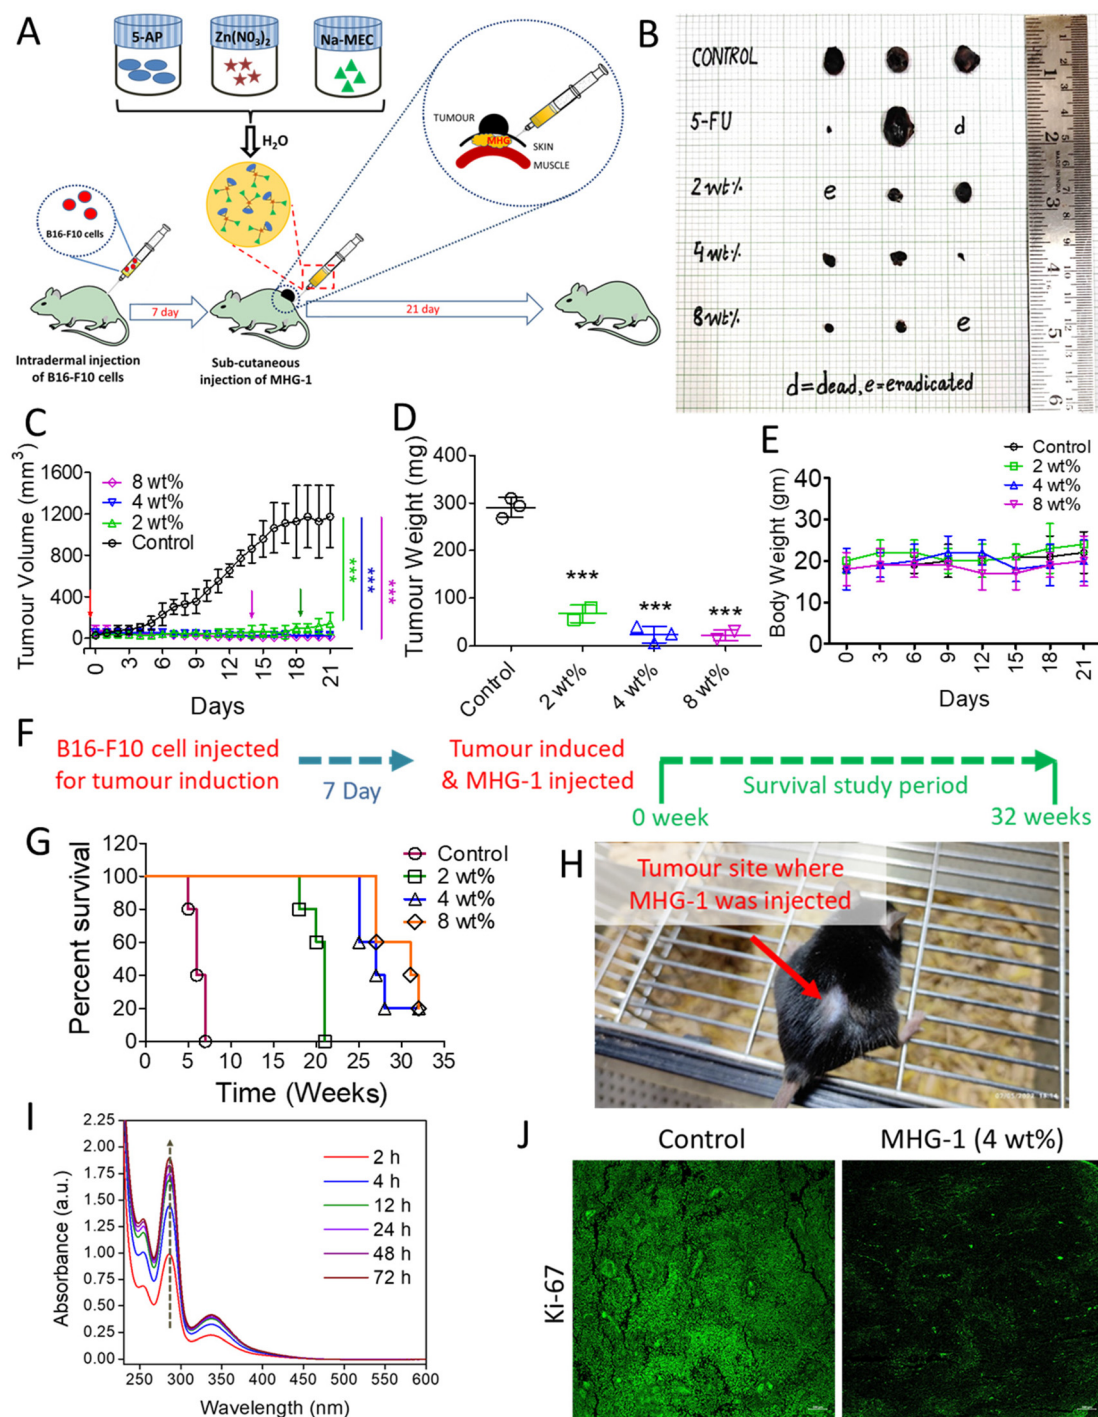 A
5-AP
Zn(N0₃)₂
Na-MEC
H₂O
TUMOUR
MHG
SKIN
MUSCLE
B16-F10 cells
7 day
21 day
Intradermal injection
of B16-F10 cells
Sub-cutaneous
injection of MHG-1
B
CONTROL
5-FU
d
2 wt%
e
4 wt%
8 wt%
e
d=dead, e=eradicated
1
2
3
4
5
6
MADE IN INDIA
C
Tumour Volume (mm³)
1600
1200
800
400
0
8 wt%
4 wt%
2 wt%
Control
***
***
***
0 3 6 9 12 15 18 21
Days
D
Tumour Weight (mg)
400
300
200
100
0
***
***
***
Control 2 wt% 4 wt% 8 wt%
E
Body Weight (gm)
40
30
20
10
0
Control
2 wt%
4 wt%
8 wt%
0 3 6 9 12 15 18 21
Days
F
B16-F10 cell injected
for tumour induction
7 Day
Tumour induced
& MHG-1 injected
Survival study period
0 week
32 weeks
G
Percent survival
120
100
80
60
40
20
0
Control
2 wt%
4 wt%
8 wt%
0 5 10 15 20 25 30 35
Time (Weeks)
H
Tumour site where
MHG-1 was injected
I
Absorbance (a.u.)
2.25
2.00
1.75
1.50
1.25
1.00
0.75
0.50
0.25
0.00
2 h
4 h
12 h
24 h
48 h
72 h
250 300 350 400 450 500 550 600
Wavelength (nm)
J
Control
MHG-1 (4 wt%)
Ki-67